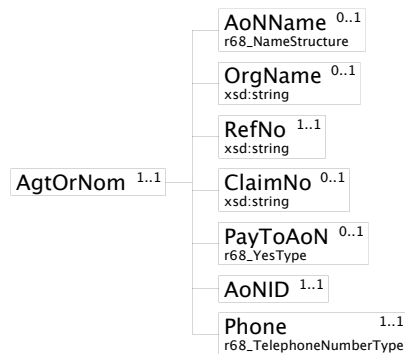 AoNName 0..1
r68_NameStructure
OrgName 0..1
xsd:string
RefNo 1..1
xsd:string
AgtOrNom 1..1
ClaimNo 0..1
xsd:string
PayToAoN 0..1
r68_YesType
AoNID 1..1
Phone 1..1
r68_TelephoneNumberType